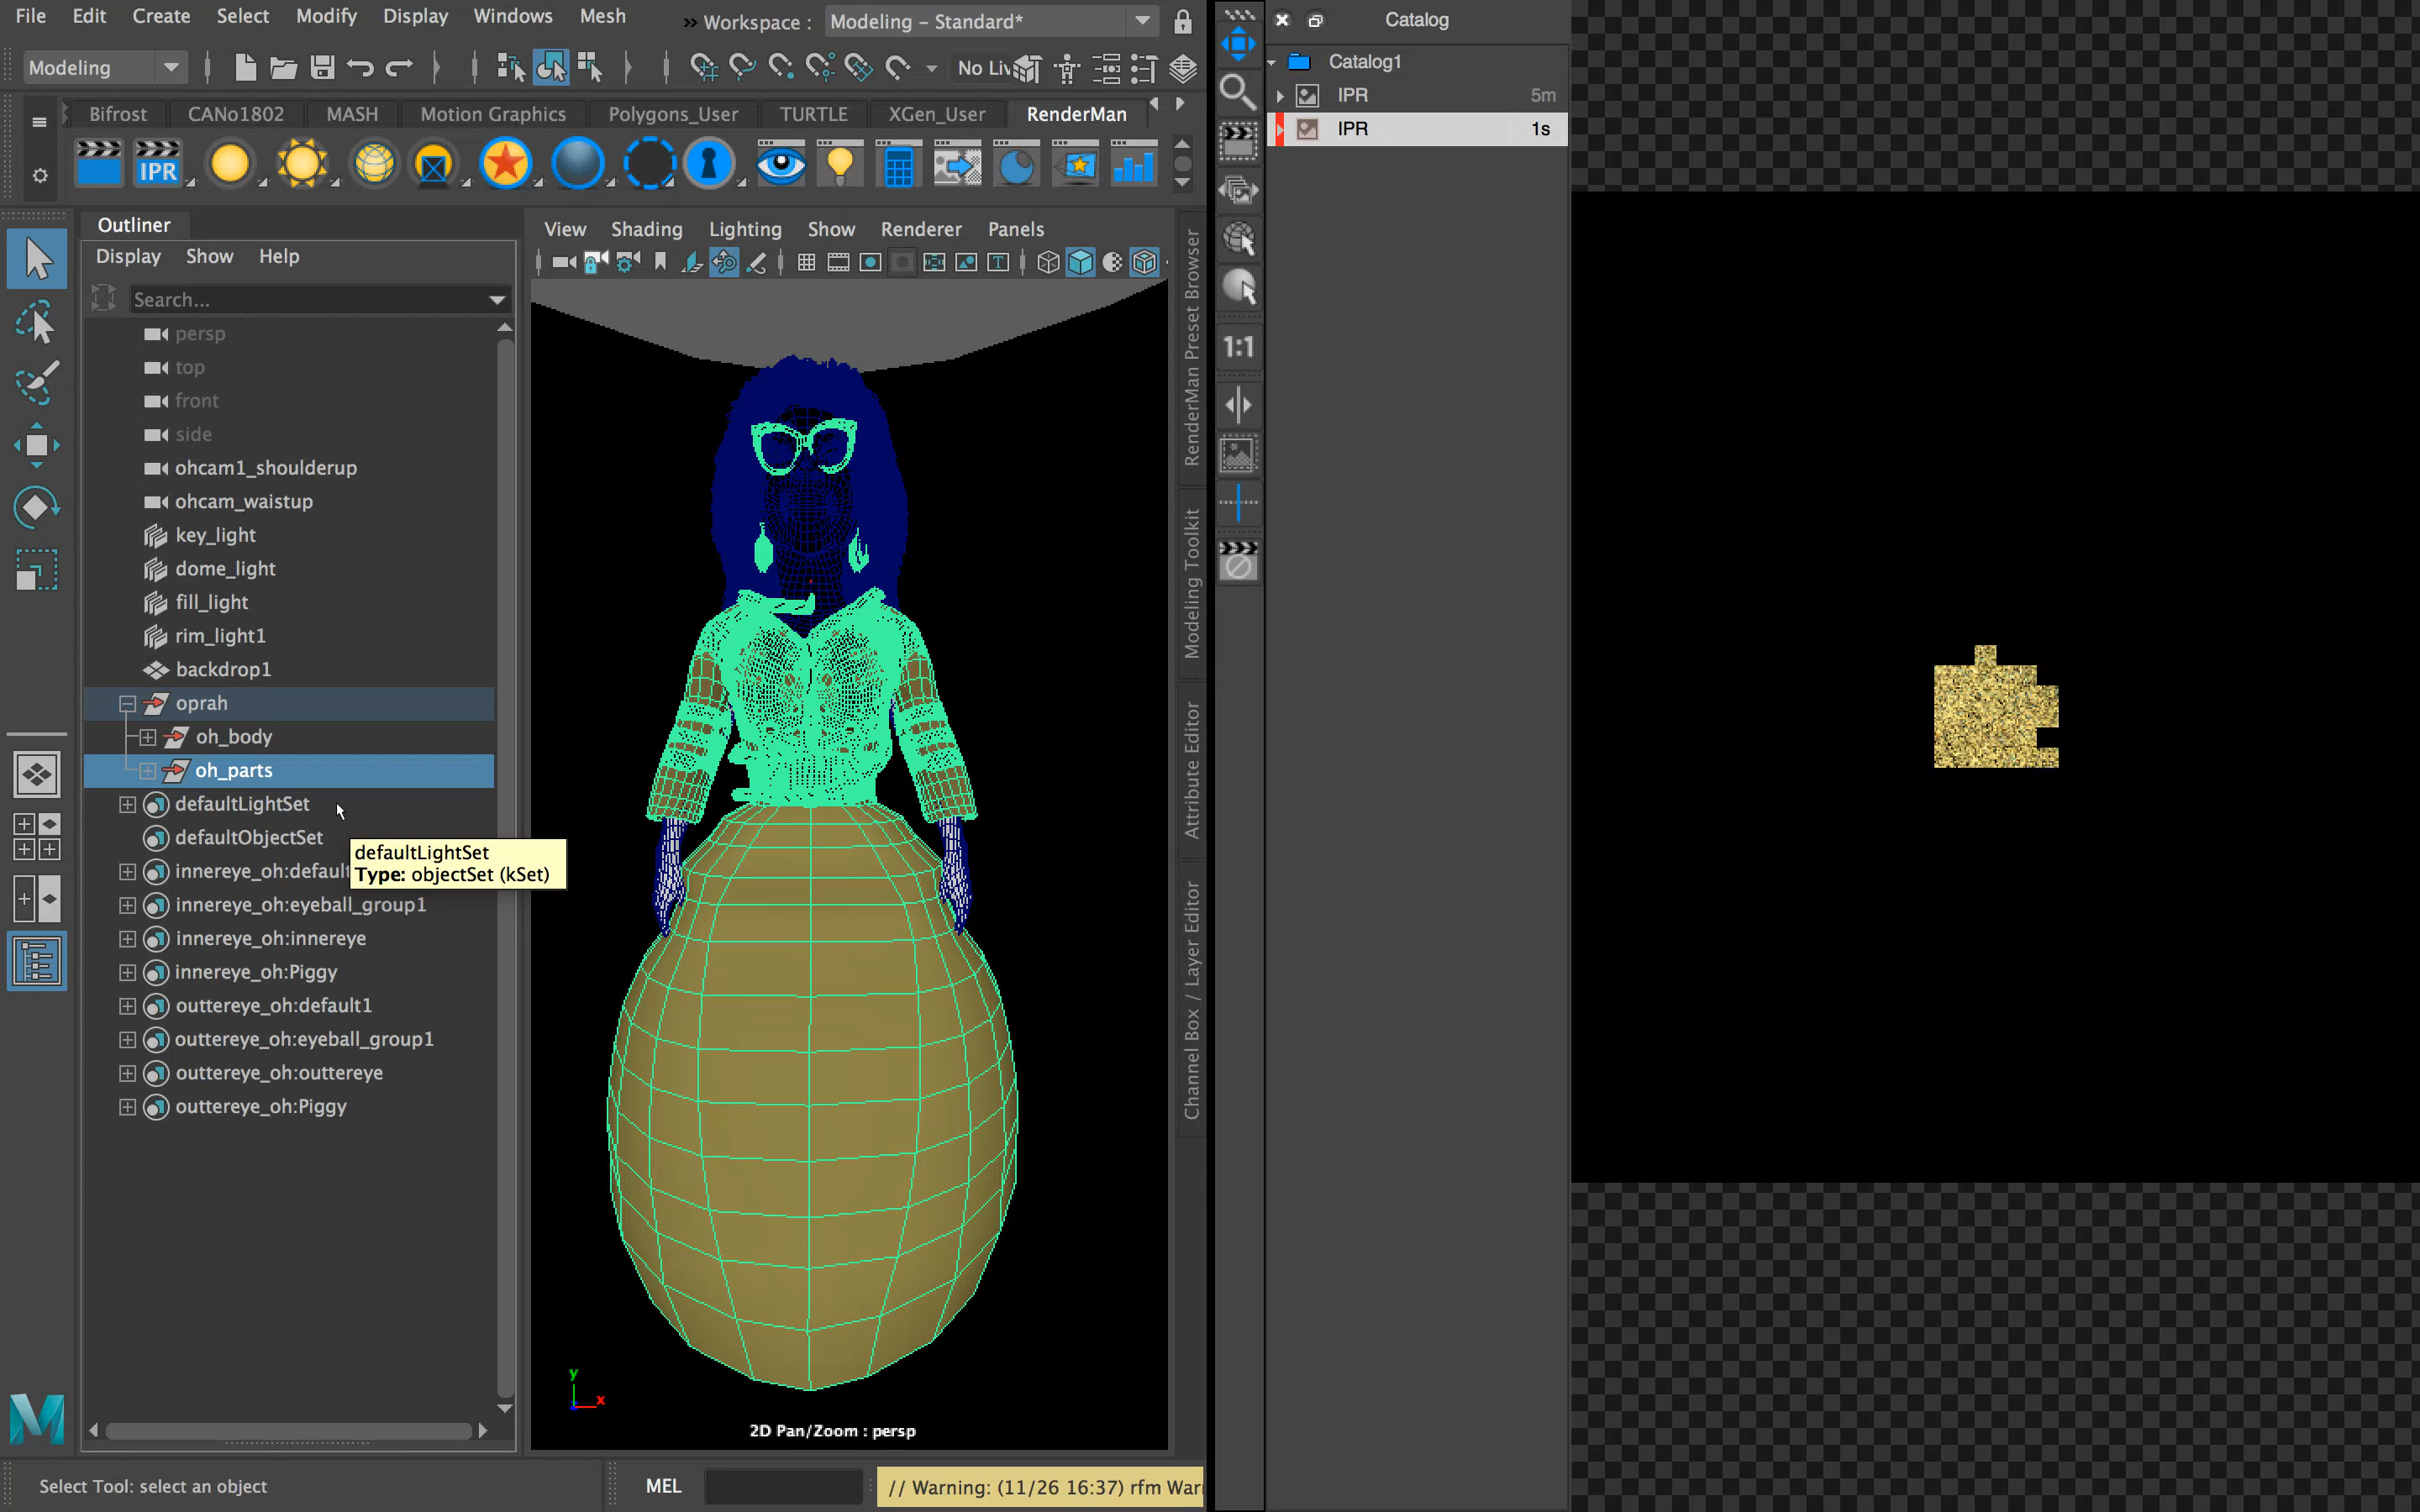 File Edit Create Select Modify Display Windows Mesh
» Workspace : Modeling - Standard*
Modeling
No Liv
Bifrost CANo1802 MASH Motion Graphics Polygons_User TURTLE XGen_User RenderMan
IPR
Outliner
Display Show Help
Search...
persp
top
front
side
ohcam1_shoulderup
ohcam_waistup
key_light
dome_light
fill_light
rim_light1
backdrop1
oprah
oh_body
oh_parts
defaultLightSet
defaultObjectSet
innereye_oh:default
innereye_oh:eyeball_group1
innereye_oh:innereye
innereye_oh:Piggy
outtereye_oh:default1
outtereye_oh:eyeball_group1
outtereye_oh:outtereye
outtereye_oh:Piggy
defaultLightSet
Type: objectSet (kSet)
View Shading Lighting Show Renderer Panels
y
x
2D Pan/Zoom : persp
RenderMan Preset Browser
Modeling Toolkit
Attribute Editor
Channel Box / Layer Editor
1:1
Catalog
Catalog1
IPR 5m
IPR 1s
Select Tool: select an object
MEL
// Warning: (11/26 16:37) rfm War